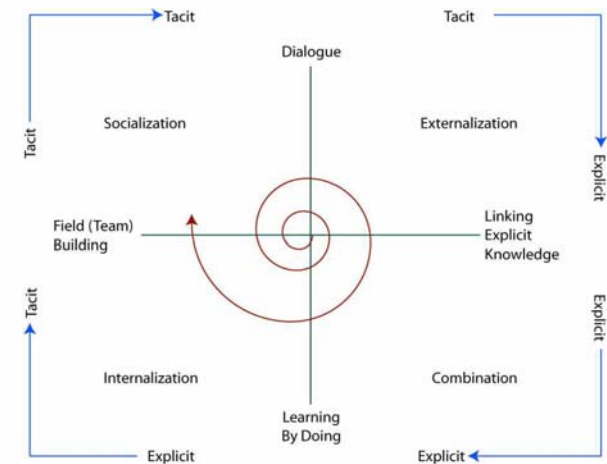 Tacit
Tacit
Dialogue
Socialization
Externalization
Tacit
Explicit
Field (Team)
Building
Linking
Explicit
Knowledge
Tacit
Explicit
Internalization
Combination
Learning
By Doing
Explicit
Explicit